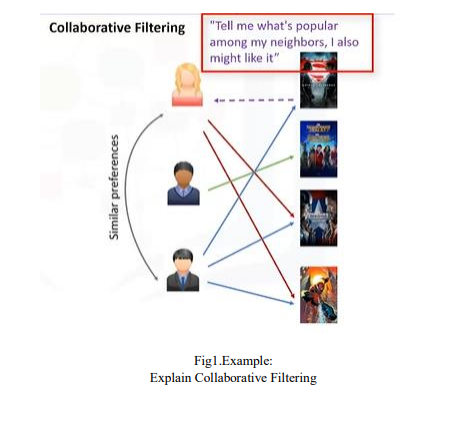 Collaborative Filtering
"Tell me what's popular
among my neighbors, I also
might like it"
Similar preferences
Fig1.Example:
Explain Collaborative Filtering